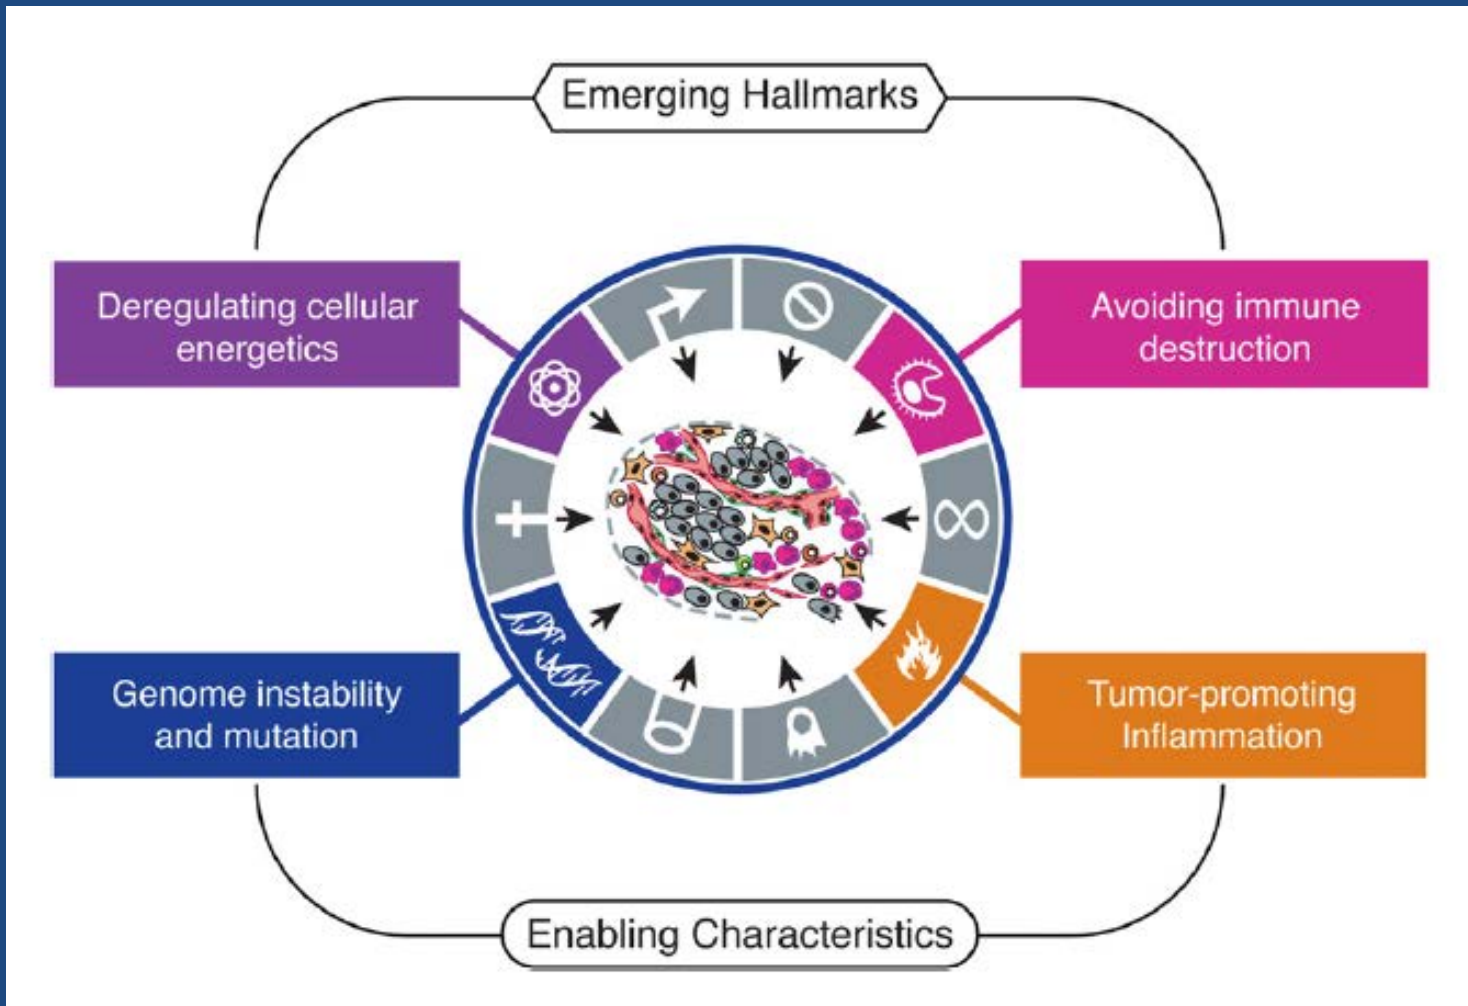 Emerging Hallmarks
Deregulating cellular
energetics
Avoiding immune
destruction
Genome instability
and mutation
Tumor-promoting
Inflammation
Enabling Characteristics